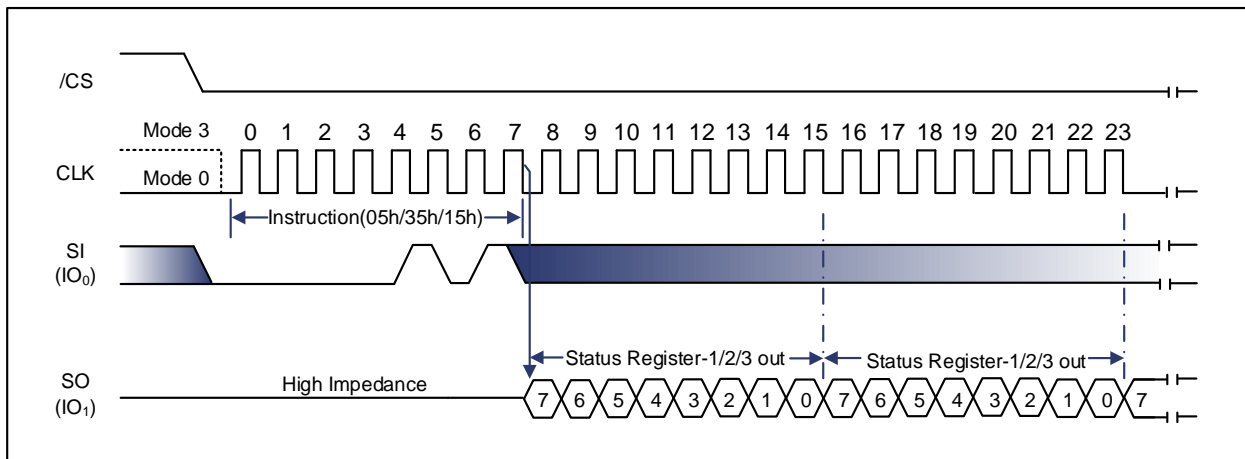 /CS
Mode 3
0 1 2 3 4 5 6 7 8 9 10 11 12 13 14 15 16 17 18 19 20 21 22 23
CLK
Mode 0
Instruction(05h/35h/15h)
SI
(IO₀)
Status Register-1/2/3 out Status Register-1/2/3 out
SO
(IO₁)
High Impedance
7 6 5 4 3 2 1 0 7 6 5 4 3 2 1 0 7